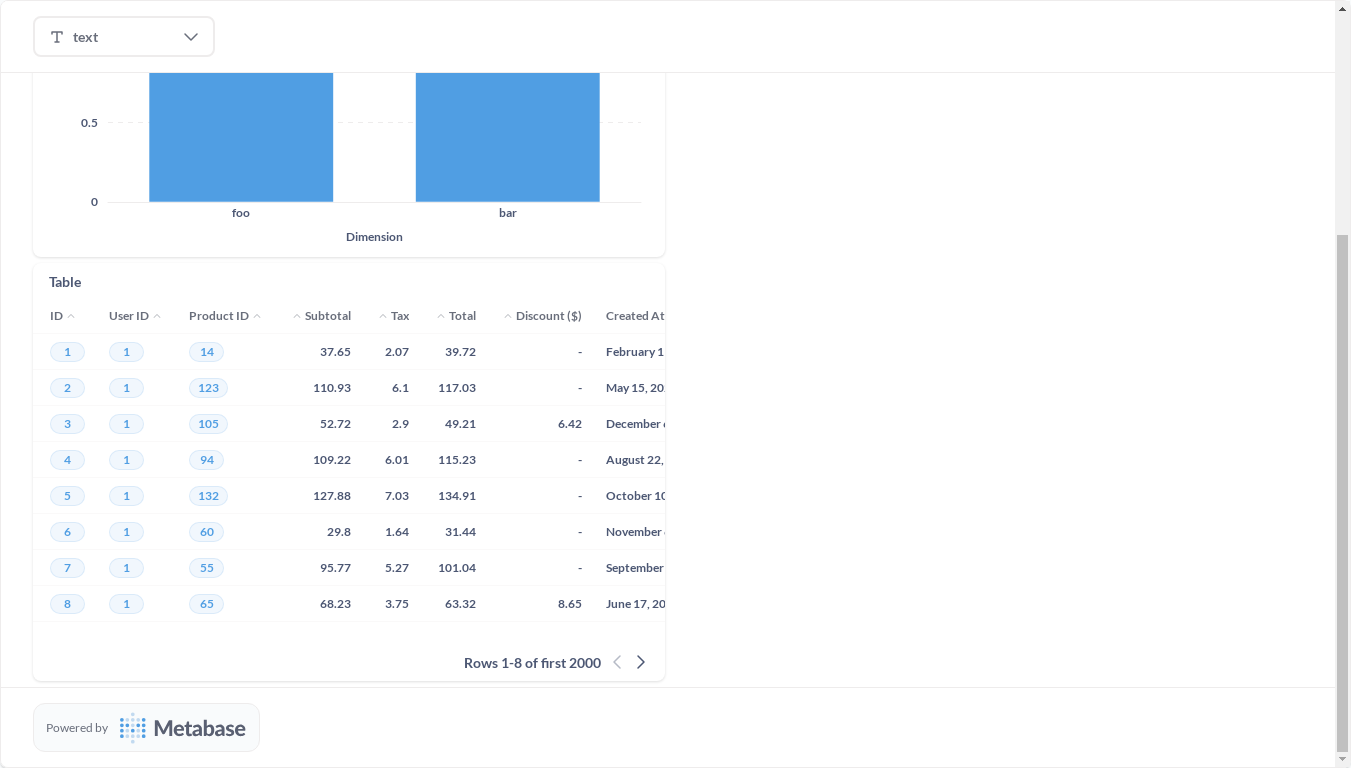 text
0.5
0
foo bar
Dimension
Table
ID User ID Product ID Subtotal Tax Total Discount ($) Created At
1 1 14 37.65 2.07 39.72 - February 1
2 1 123 110.93 6.1 117.03 - May 15, 20
3 1 105 52.72 2.9 49.21 6.42 December
4 1 94 109.22 6.01 115.23 - August 22,
5 1 132 127.88 7.03 134.91 - October 10
6 1 60 29.8 1.64 31.44 - November
7 1 55 95.77 5.27 101.04 - September
8 1 65 68.23 3.75 63.32 8.65 June 17, 20
Rows 1-8 of first 2000
Powered by Metabase